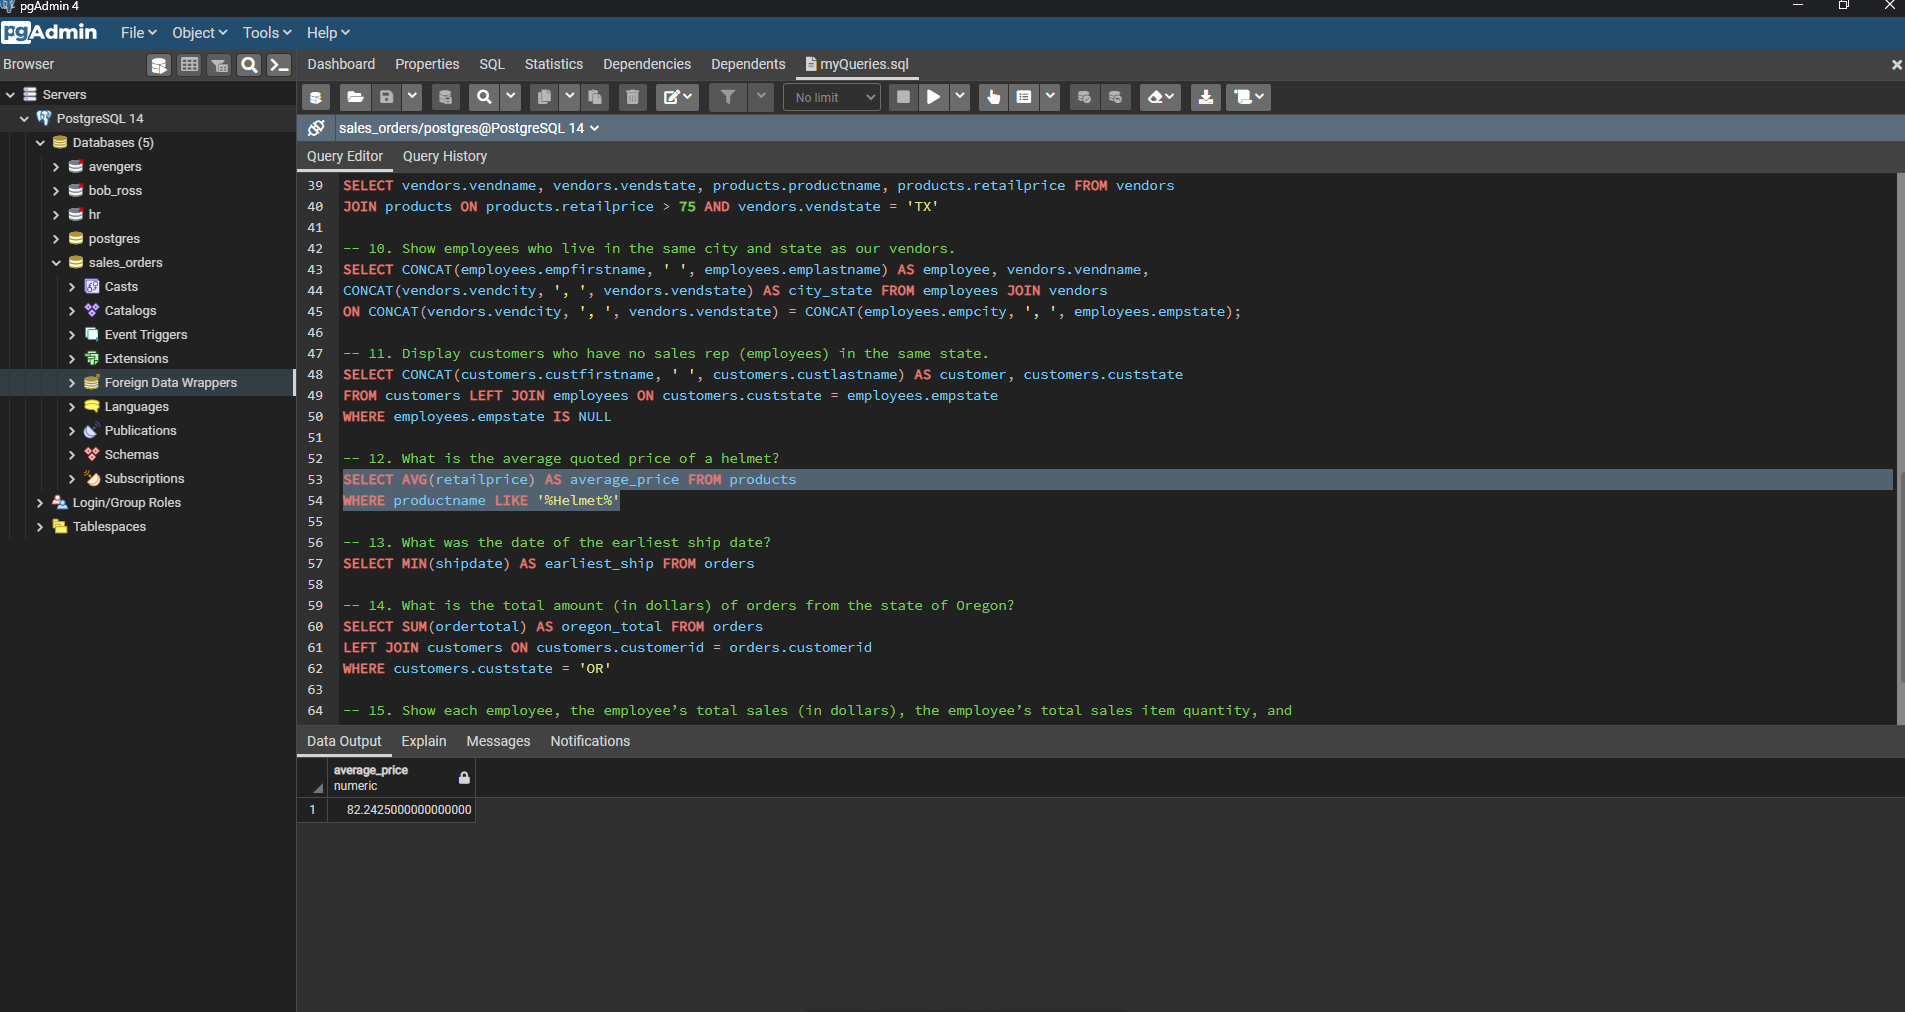 pgAdmin 4
pgAdmin File Object Tools Help
Browser
Dashboard Properties SQL Statistics Dependencies Dependents myQueries.sql
Servers
PostgreSQL 14
Databases (5)
avengers
bob_ross
hr
postgres
sales_orders
Casts
Catalogs
Event Triggers
Extensions
Foreign Data Wrappers
Languages
Publications
Schemas
Subscriptions
Login/Group Roles
Tablespaces
No limit
sales_orders/postgres@PostgreSQL 14
Query Editor Query History
39 SELECT vendors.vendname, vendors.vendstate, products.productname, products.retailprice FROM vendors
40 JOIN products ON products.retailprice > 75 AND vendors.vendstate = 'TX'
41
42 -- 10. Show employees who live in the same city and state as our vendors.
43 SELECT CONCAT(employees.empfirstname, ' ', employees.emplastname) AS employee, vendors.vendname,
44 CONCAT(vendors.vendcity, ', ', vendors.vendstate) AS city_state FROM employees JOIN vendors
45 ON CONCAT(vendors.vendcity, ', ', vendors.vendstate) = CONCAT(employees.empcity, ', ', employees.empstate);
46
47 -- 11. Display customers who have no sales rep (employees) in the same state.
48 SELECT CONCAT(customers.custfirstname, ' ', customers.custlastname) AS customer, customers.custstate
49 FROM customers LEFT JOIN employees ON customers.custstate = employees.empstate
50 WHERE employees.empstate IS NULL
51
52 -- 12. What is the average quoted price of a helmet?
53 SELECT AVG(retailprice) AS average_price FROM products
54 WHERE productname LIKE '%Helmet%'
55
56 -- 13. What was the date of the earliest ship date?
57 SELECT MIN(shipdate) AS earliest_ship FROM orders
58
59 -- 14. What is the total amount (in dollars) of orders from the state of Oregon?
60 SELECT SUM(ordertotal) AS oregon_total FROM orders
61 LEFT JOIN customers ON customers.customerid = orders.customerid
62 WHERE customers.custstate = 'OR'
63
64 -- 15. Show each employee, the employee’s total sales (in dollars), the employee’s total sales item quantity, and
Data Output Explain Messages Notifications
average_price
numeric
1 82.2425000000000000